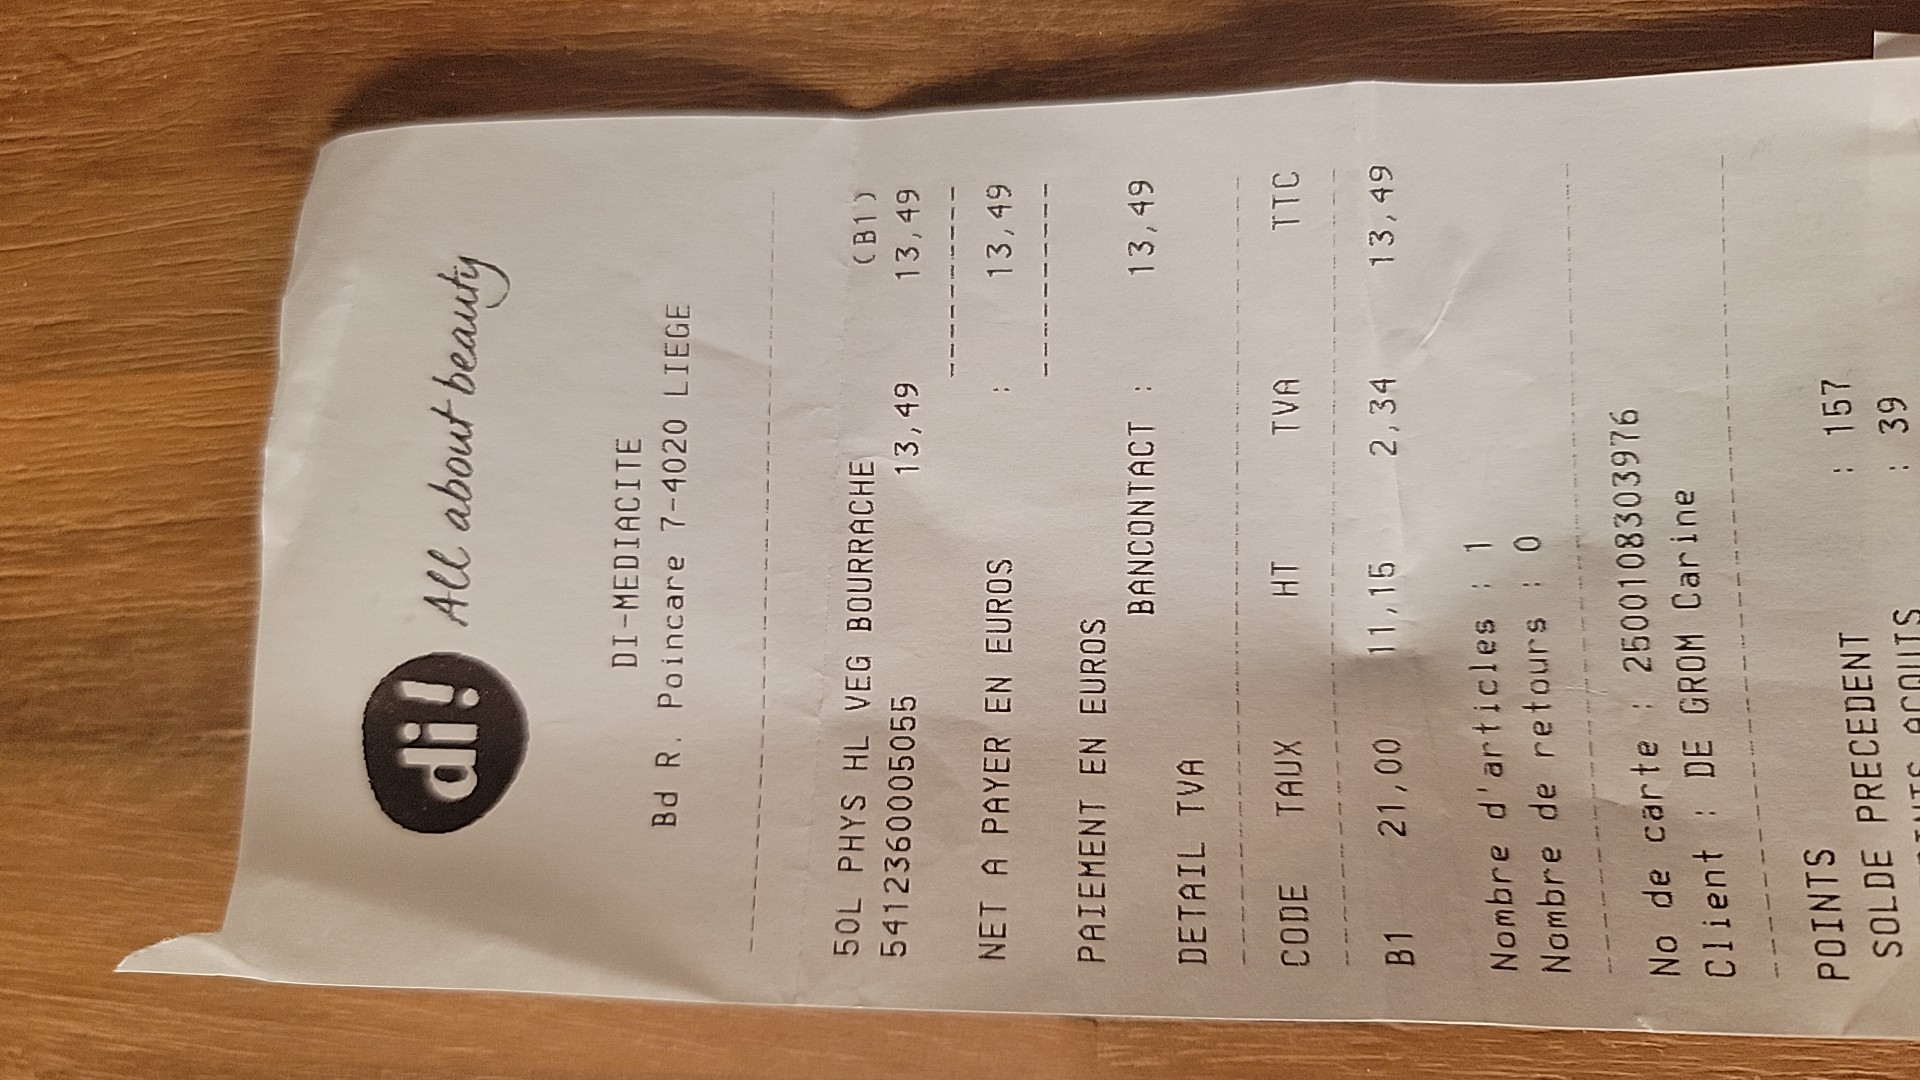 di! All about beauty
DI-MEDIACITE
Bd R. Poincare 7-4020 LIEGE
50L PHYS HL VEG BOURRACHE (B1)
5412360005055 13,49 13,49
NET A PAYER EN EUROS : 13,49
PAIEMENT EN EUROS
BANCONTACT : 13,49
DETAIL TVA
CODE TAUX HT TVA TTC
B1 21,00 11,15 2,34 13,49
Nombre d'articles : 1
Nombre de retours : 0
No de carte : 2500108303976
Client : DE GROM Carine
POINTS
SOLDE PRECEDENT : 157
: 39